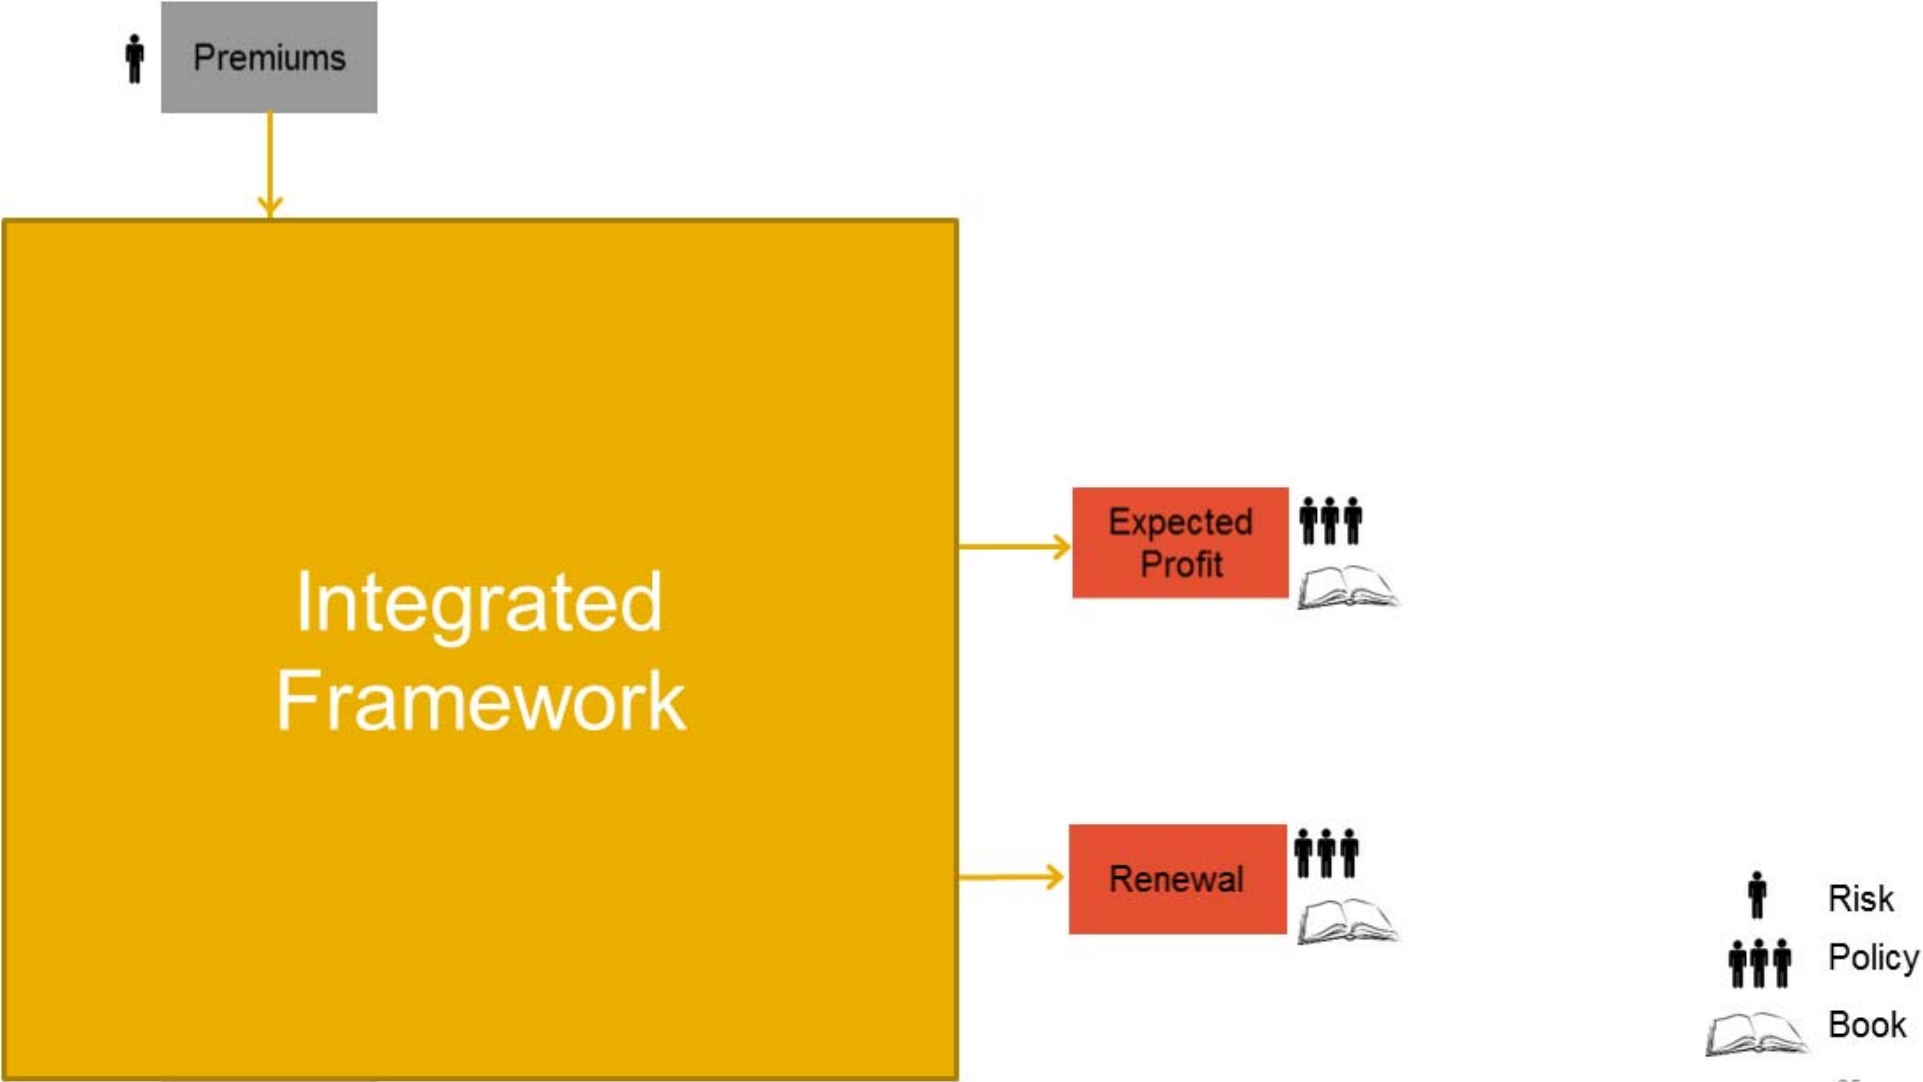 Premiums
Integrated
Framework
Expected
Profit
Renewal
Risk
Policy
Book